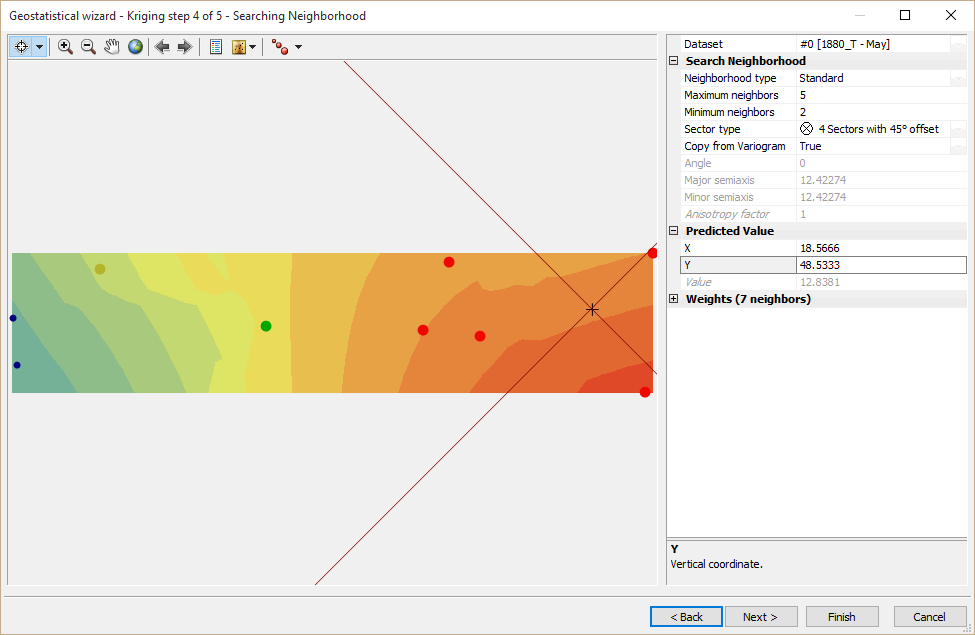 Geostatistical wizard - Kriging step 4 of 5 - Searching Neighborhood
Dataset #0 [1880_T - May]
Search Neighborhood
Neighborhood type Standard
Maximum neighbors 5
Minimum neighbors 2
Sector type 4 Sectors with 45° offset
Copy from Variogram True
Angle 0
Major semiaxis 12.42274
Minor semiaxis 12.42274
Anisotropy factor 1
Predicted Value
X 18.5666
Y 48.5333
Value 12.8381
Weights (7 neighbors)
Y
Vertical coordinate.
< Back Next > Finish Cancel